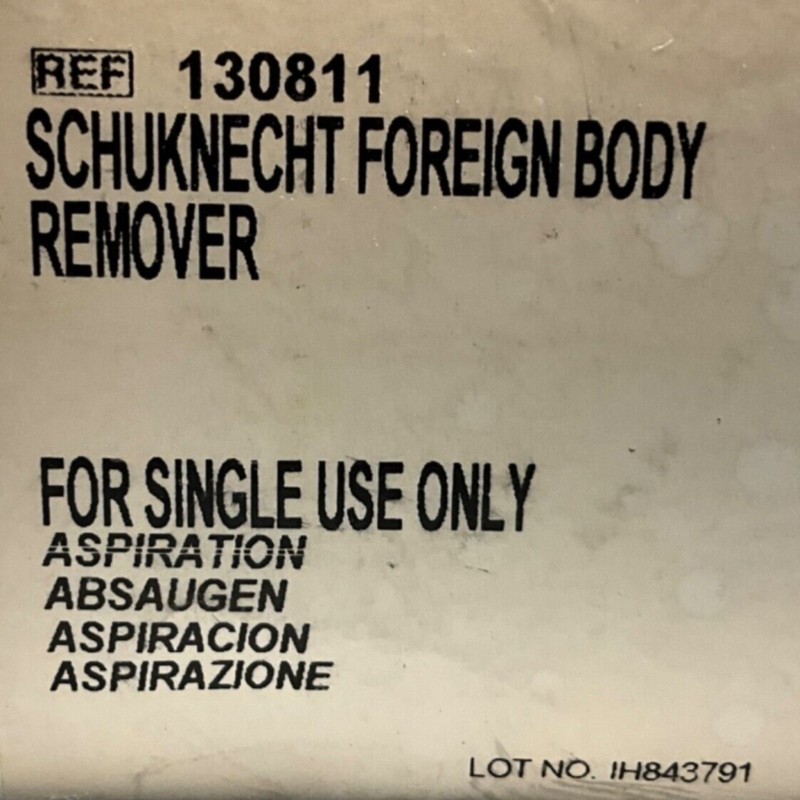 REF 130811
SCHUKNECHT FOREIGN BODY
REMOVER
FOR SINGLE USE ONLY
ASPIRATION
ABSAUGEN
ASPIRACION
ASPIRAZIONE
LOT NO. IH843791